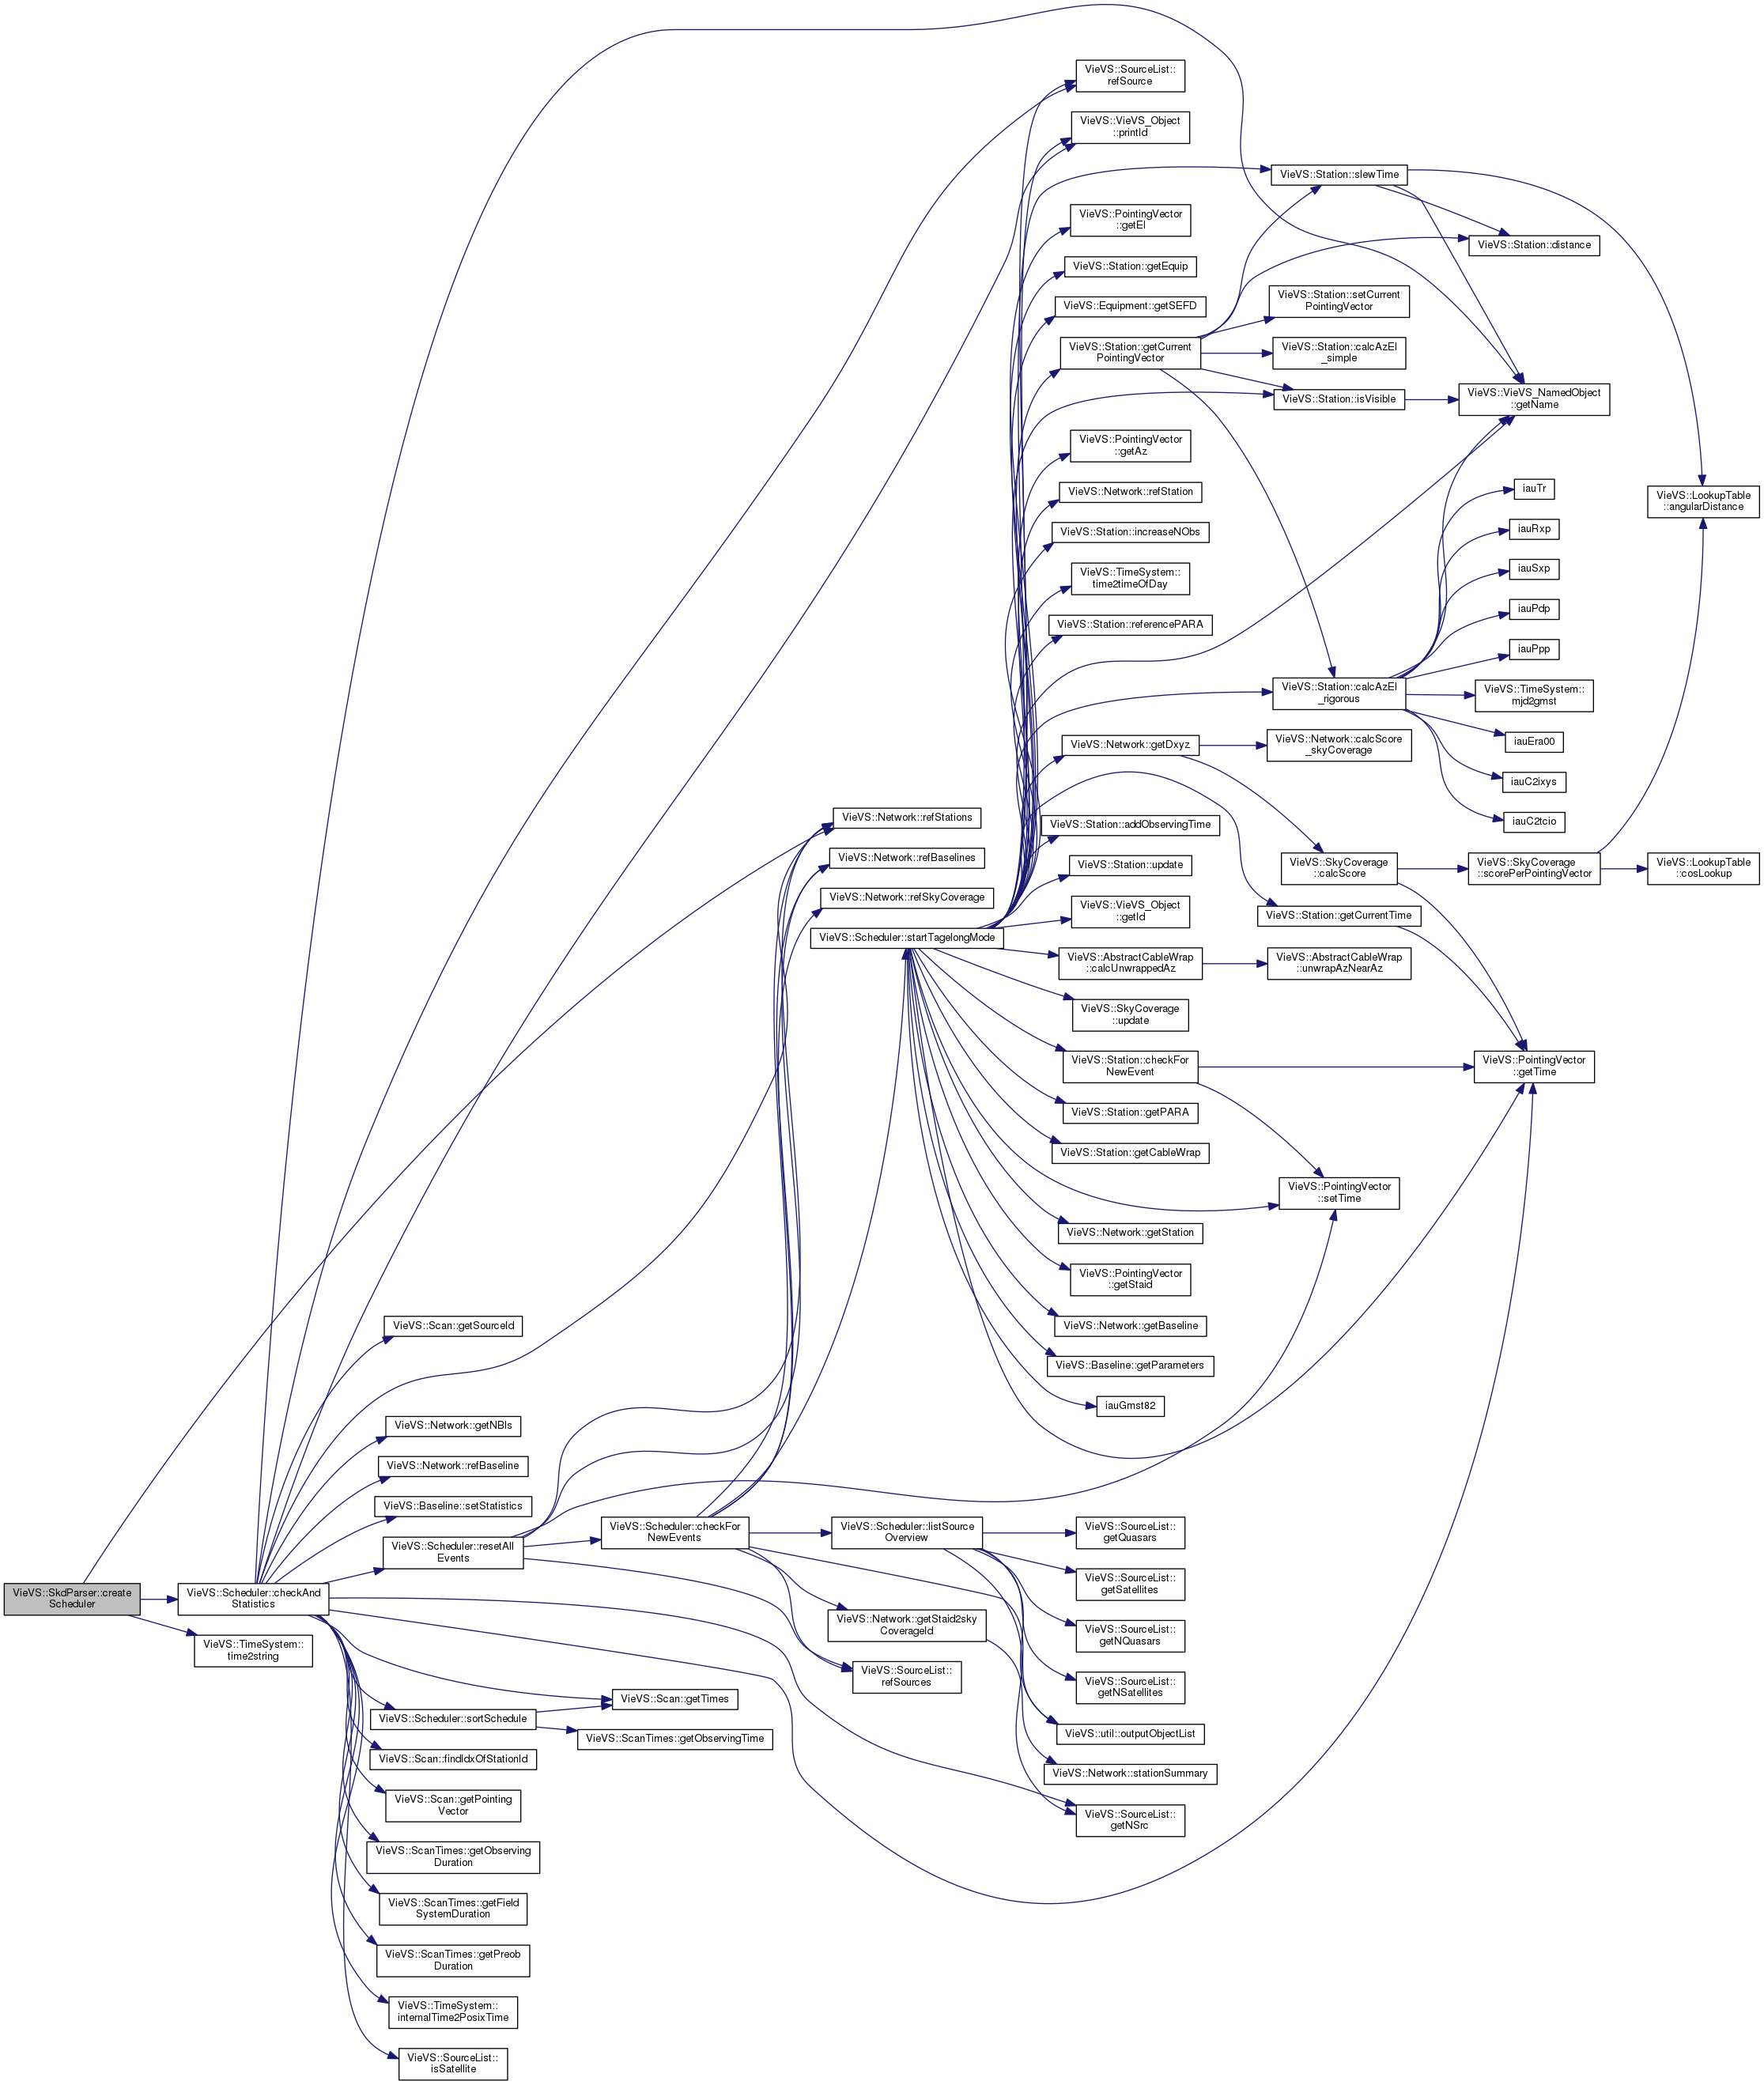 VieVS::SkdParser::create
Scheduler
VieVS::Scheduler::checkAnd
Statistics
VieVS::TimeSystem::
time2string
VieVS::Scan::getSourceId
VieVS::Network::getNBls
VieVS::Network::refBaseline
VieVS::Baseline::setStatistics
VieVS::Scheduler::resetAll
Events
VieVS::Scheduler::sortSchedule
VieVS::Scan::findIdxOfStationId
VieVS::Scan::getPointing
Vector
VieVS::ScanTimes::getObserving
Duration
VieVS::ScanTimes::getField
SystemDuration
VieVS::ScanTimes::getPreob
Duration
VieVS::TimeSystem::
internalTime2PosixTime
VieVS::SourceList::
isSatellite
VieVS::Scheduler::checkFor
NewEvents
VieVS::Scan::getTimes
VieVS::ScanTimes::getObservingTime
VieVS::Network::refStations
VieVS::Network::refBaselines
VieVS::Network::refSkyCoverage
VieVS::Scheduler::startTagelongMode
VieVS::Scheduler::listSource
Overview
VieVS::Network::getStaid2sky
CoverageId
VieVS::SourceList::
refSources
VieVS::SourceList::
refSource
VieVS::VieVS_Object
::printId
VieVS::PointingVector
::getEl
VieVS::Station::getEquip
VieVS::Equipment::getSEFD
VieVS::Station::getCurrent
PointingVector
VieVS::PointingVector
::getAz
VieVS::Network::refStation
VieVS::Station::increaseNObs
VieVS::TimeSystem::
time2timeOfDay
VieVS::Station::referencePARA
VieVS::Network::getDxyz
VieVS::Station::addObservingTime
VieVS::Station::update
VieVS::VieVS_Object
::getId
VieVS::AbstractCableWrap
::calcUnwrappedAz
VieVS::SkyCoverage
::update
VieVS::Station::checkFor
NewEvent
VieVS::Station::getPARA
VieVS::Station::getCableWrap
VieVS::Network::getStation
VieVS::PointingVector
::getStaid
VieVS::Network::getBaseline
VieVS::Baseline::getParameters
iauGmst82
VieVS::SourceList::
getQuasars
VieVS::SourceList::
getSatellites
VieVS::SourceList::
getNQuasars
VieVS::SourceList::
getNSatellites
VieVS::util::outputObjectList
VieVS::Network::stationSummary
VieVS::SourceList::
getNSrc
VieVS::Station::slewTime
VieVS::Station::setCurrent
PointingVector
VieVS::Station::calcAzEl
_simple
VieVS::Station::isVisible
VieVS::Station::calcAzEl
_rigorous
VieVS::Network::calcScore
_skyCoverage
VieVS::SkyCoverage
::calcScore
VieVS::Station::getCurrentTime
VieVS::AbstractCableWrap
::unwrapAzNearAz
VieVS::PointingVector
::setTime
VieVS::Station::distance
VieVS::VieVS_NamedObject
::getName
iauTr
iauRxp
iauSxp
iauPdp
iauPpp
VieVS::TimeSystem::
mjd2gmst
iauEra00
iauC2ixys
iauC2tcio
VieVS::SkyCoverage
::scorePerPointingVector
VieVS::PointingVector
::getTime
VieVS::LookupTable
::angularDistance
VieVS::LookupTable
::cosLookup